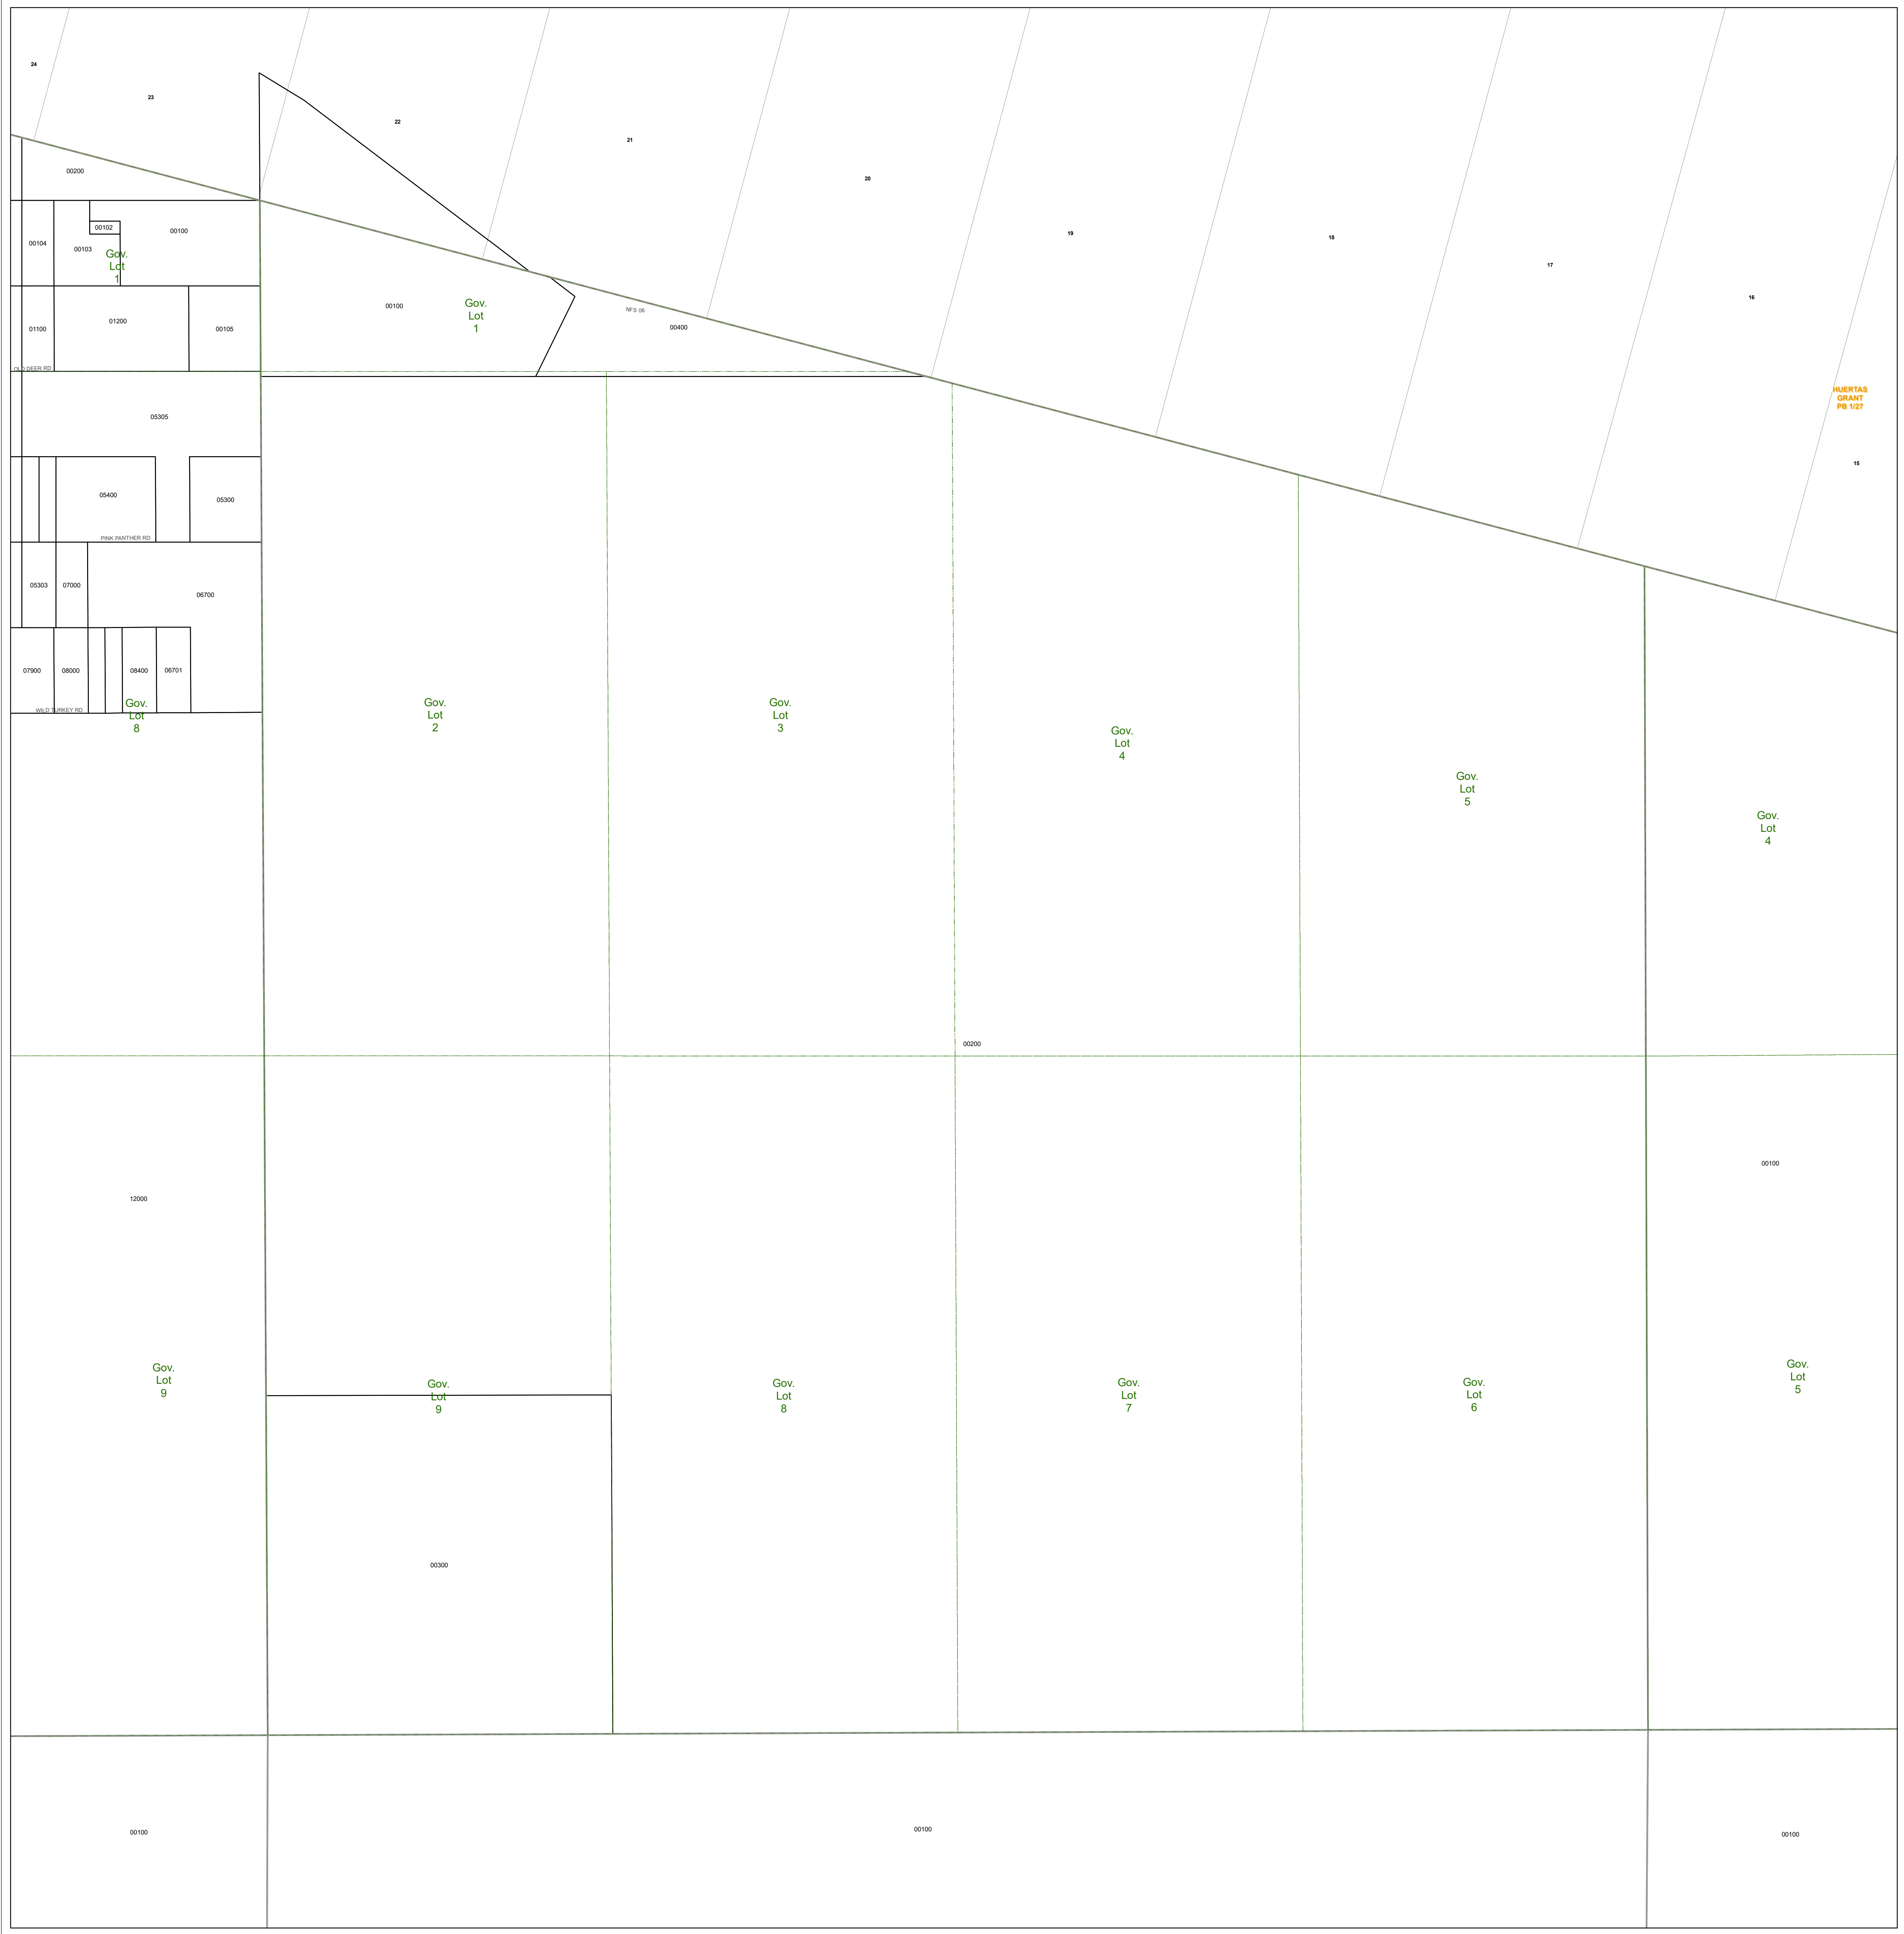 24
23
22
21
20
19
18
17
16
HUERTAS
GRANT
PB 1/27
15
00200
00104
00103
00102
00100
Gov.
Lot
1
01100
01200
00105
OLD DEER RD
00100
Gov.
Lot
1
NFS 06
00400
05305
05400
05300
PINK PANTHER RD
05303
07000
06700
07900
08000
08400
06701
WILD TURKEY RD
Gov.
Lot
8
Gov.
Lot
2
Gov.
Lot
3
Gov.
Lot
4
Gov.
Lot
5
Gov.
Lot
4
00200
00100
12000
Gov.
Lot
9
Gov.
Lot
9
Gov.
Lot
8
Gov.
Lot
7
Gov.
Lot
6
Gov.
Lot
5
00300
00100
00100
00100